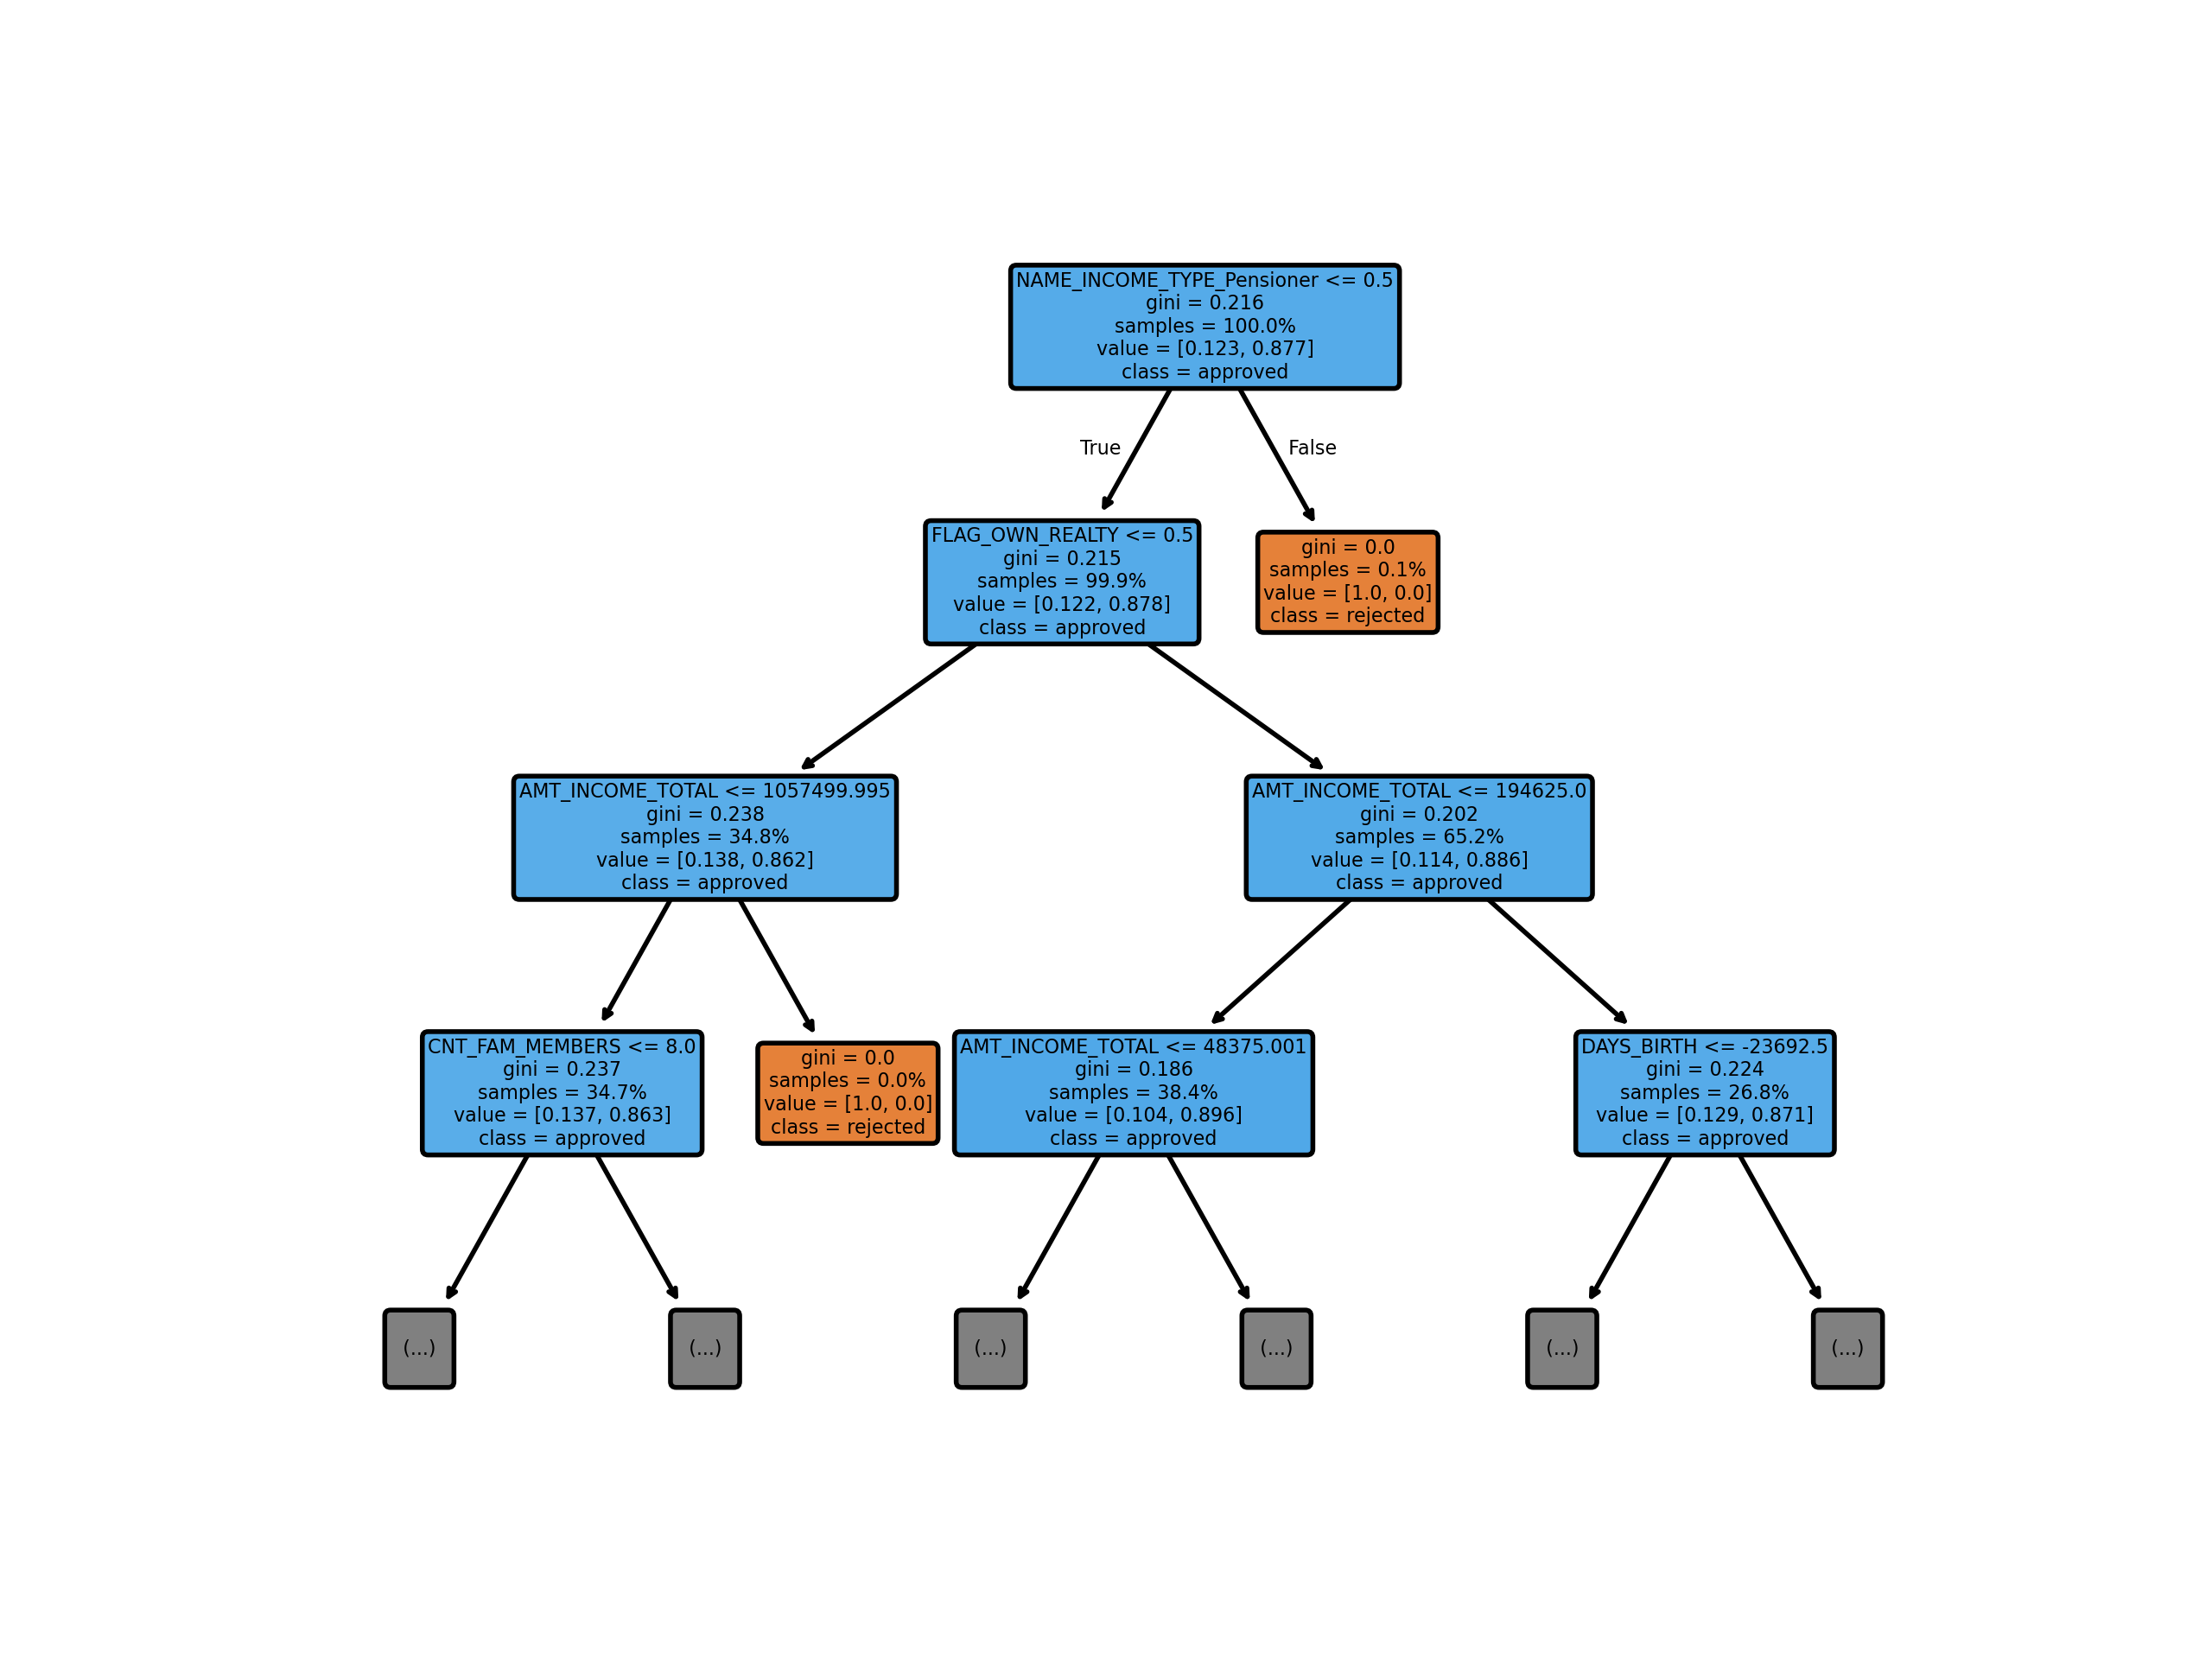 NAME_INCOME_TYPE_Pensioner <= 0.5
gini = 0.216
samples = 100.0%
value = [0.123, 0.877]
class = approved
True
False
FLAG_OWN_REALTY <= 0.5
gini = 0.215
samples = 99.9%
value = [0.122, 0.878]
class = approved
gini = 0.0
samples = 0.1%
value = [1.0, 0.0]
class = rejected
AMT_INCOME_TOTAL <= 1057499.995
gini = 0.238
samples = 34.8%
value = [0.138, 0.862]
class = approved
AMT_INCOME_TOTAL <= 194625.0
gini = 0.202
samples = 65.2%
value = [0.114, 0.886]
class = approved
CNT_FAM_MEMBERS <= 8.0
gini = 0.237
samples = 34.7%
value = [0.137, 0.863]
class = approved
gini = 0.0
samples = 0.0%
value = [1.0, 0.0]
class = rejected
AMT_INCOME_TOTAL <= 48375.001
gini = 0.186
samples = 38.4%
value = [0.104, 0.896]
class = approved
DAYS_BIRTH <= -23692.5
gini = 0.224
samples = 26.8%
value = [0.129, 0.871]
class = approved
(...)
(...)
(...)
(...)
(...)
(...)